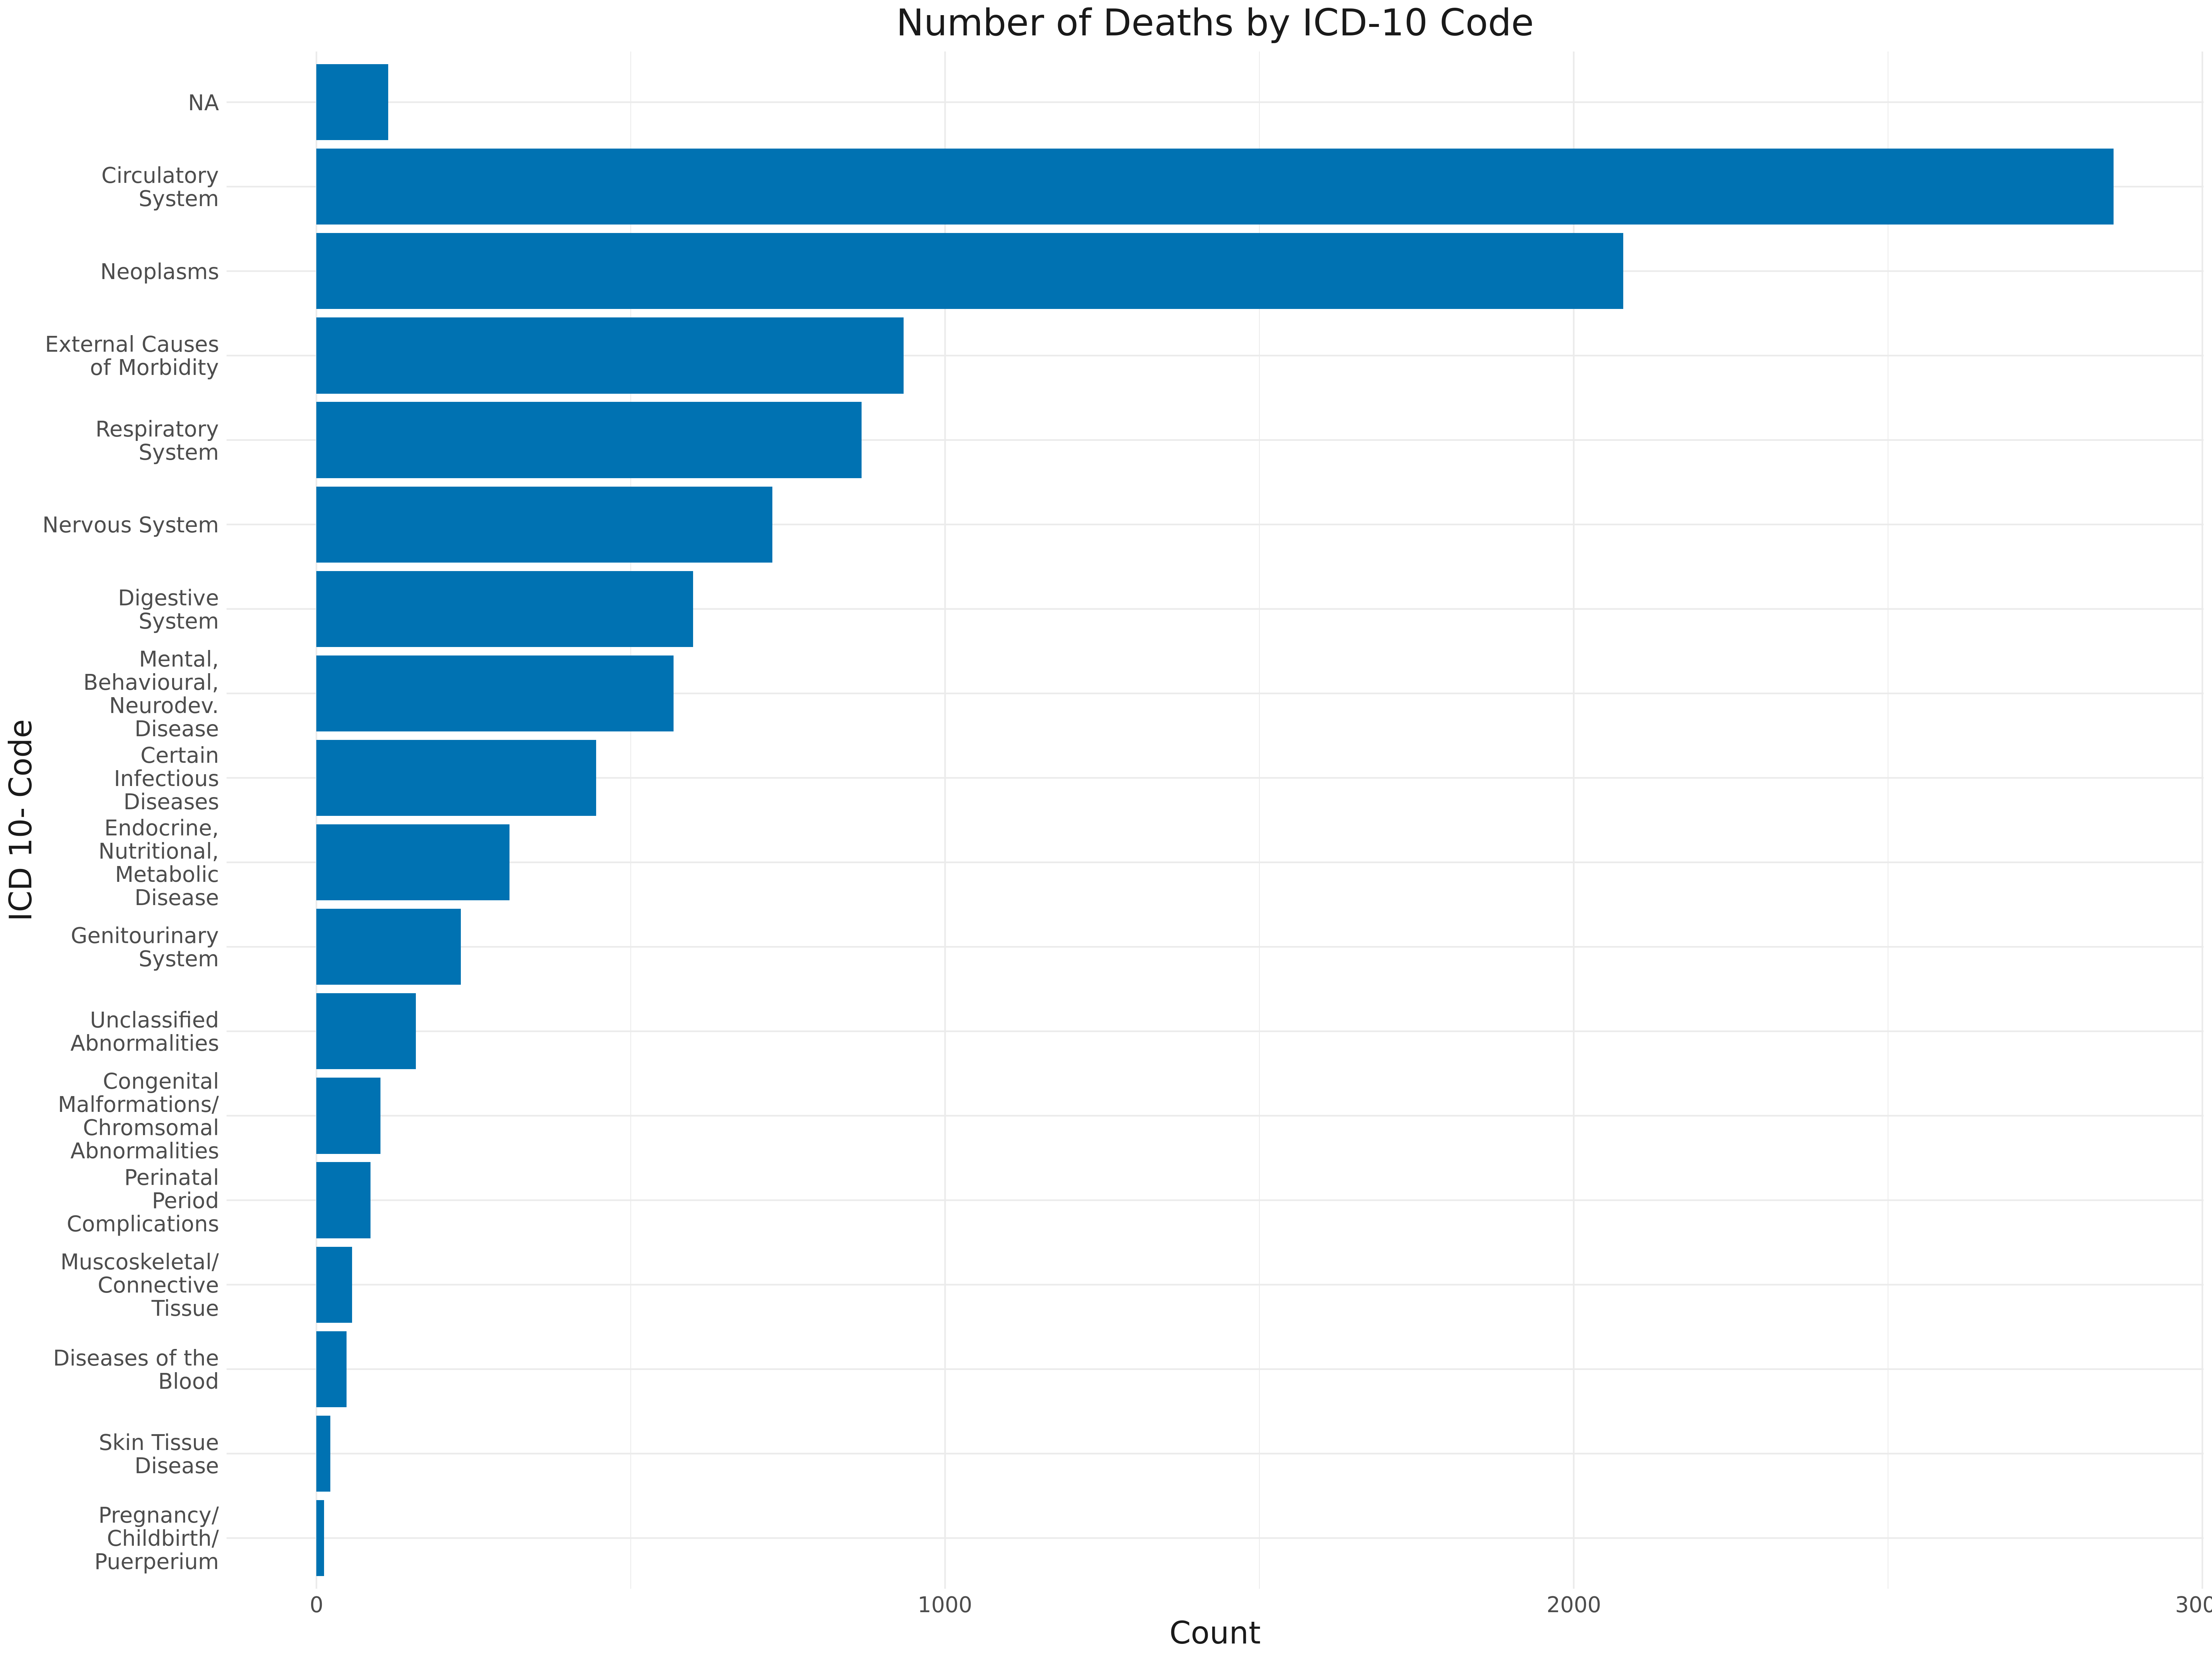 Number of Deaths by ICD-10 Code
NA
Circulatory
System
Neoplasms
External Causes
of Morbidity
Respiratory
System
Nervous System
Digestive
System
Mental,
Behavioural,
Neurodev.
Disease
Certain
Infectious
Diseases
Endocrine,
Nutritional,
Metabolic
Disease
Genitourinary
System
Unclassified
Abnormalities
Congenital
Malformations/
Chromsomal
Abnormalities
Perinatal
Period
Complications
Muscoskeletal/
Connective
Tissue
Diseases of the
Blood
Skin Tissue
Disease
Pregnancy/
Childbirth/
Puerperium
ICD 10- Code
0 1000 2000 300
Count